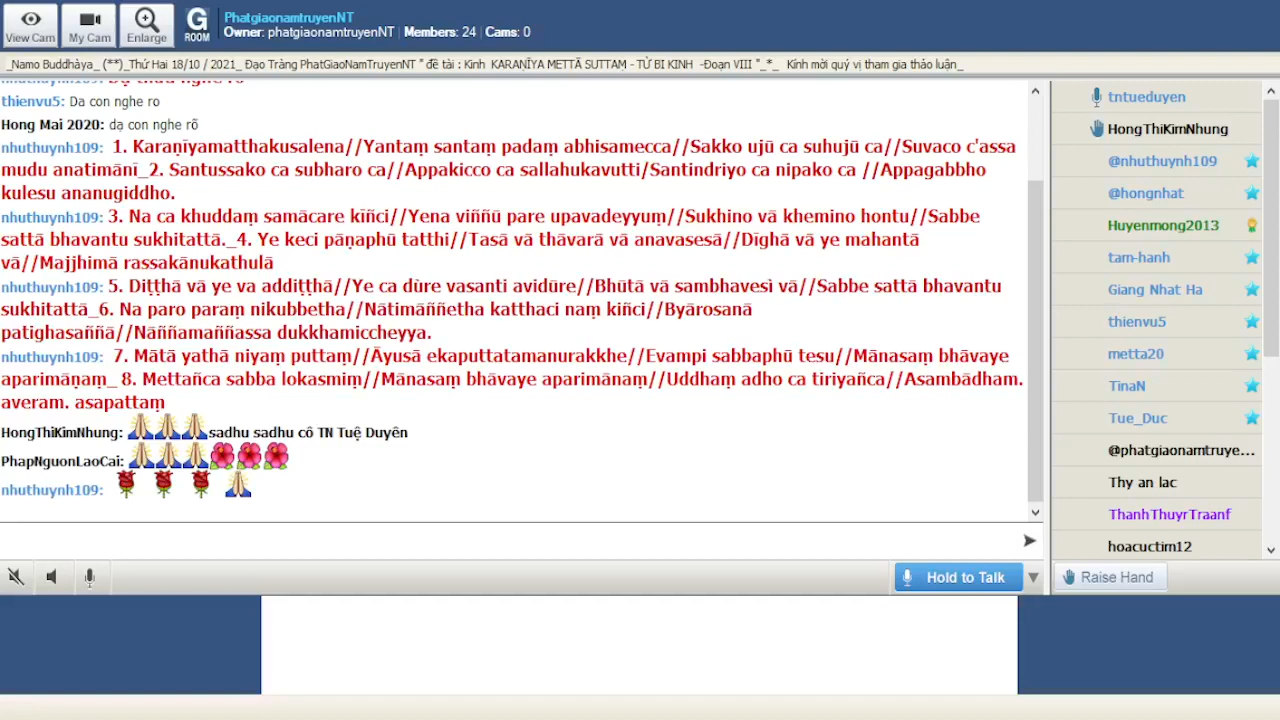 View Cam
My Cam
Enlarge
G
ROOM
PhatgiaonamtruyenNT
Owner: phatgiaonamtruyenNT | Members: 24 | Cams: 0
_Namo Buddhàya_ (**)_Thứ Hai 18/10 / 2021_ Đạo Tràng PhatGiaoNamTruyenNT " đề tài : Kinh KARAṆĪYA METTĀ SUTTAM - TỪ BI KINH -Đoạn VIII "_*_ Kính mời quý vị tham gia thảo luận_
thienvu5: Da con nghe ro
Hong Mai 2020: dạ con nghe rõ
nhuthuynh109: 1. Karaṇīyamatthakusalena//Yantaṃ santaṃ padaṃ abhisamecca//Sakko ujū ca suhujū ca//Suvaco c'assa
mudu anatimānī_2. Santussako ca subharo ca//Appakicco ca sallahukavutti/Santindriyo ca nipako ca //Appagabbho
kulesu ananugiddho.
nhuthuynh109: 3. Na ca khuddaṃ samācare kiñci//Yena viññū pare upavadeyyuṃ//Sukhino vā khemino hontu//Sabbe
sattā bhavantu sukhitattā._4. Ye keci pāṇaphū tatthi//Tasā vā thāvarā vā anavasesā//Dīghā vā ye mahantā
vā//Majjhimā rassakānukathulā
nhuthuynh109: 5. Diṭṭhā vā ye va addiṭṭhā//Ye ca dùre vasanti avidūre//Bhūtā vā sambhavesì vā//Sabbe sattā bhavantu
sukhitattā_6. Na paro paraṃ nikubbetha//Nātimāññetha katthaci naṃ kiñci//Byārosanā
patighasaññā//Nāññamaññassa dukkhamiccheyya.
nhuthuynh109: 7. Mātā yathā niyaṃ puttaṃ//Āyusā ekaputtatamanurakkhe//Evampi sabbaphū tesu//Mānasaṃ bhāvaye
aparimāṇaṃ_ 8. Mettañca sabba lokasmiṃ//Mānasaṃ bhāvaye aparimānaṃ//Uddhaṃ adho ca tiriyañca//Asambādham.
averam. asapattaṃ
HongThiKimNhung: 🙏🙏🙏sadhu sadhu cô TN Tuệ Duyên
PhapNguonLaoCai: 🙏🙏🙏🌺🌺🌺
nhuthuynh109: 🌹 🌹 🌹 🙏
Hold to Talk
tntueduyen
HongThiKimNhung
@nhuthuynh109
@hongnhat
Huyenmong2013
tam-hanh
Giang Nhat Ha
thienvu5
metta20
TinaN
Tue_Duc
@phatgiaonamtruye...
Thy an lac
ThanhThuyrTraanf
hoacuctim12
Raise Hand